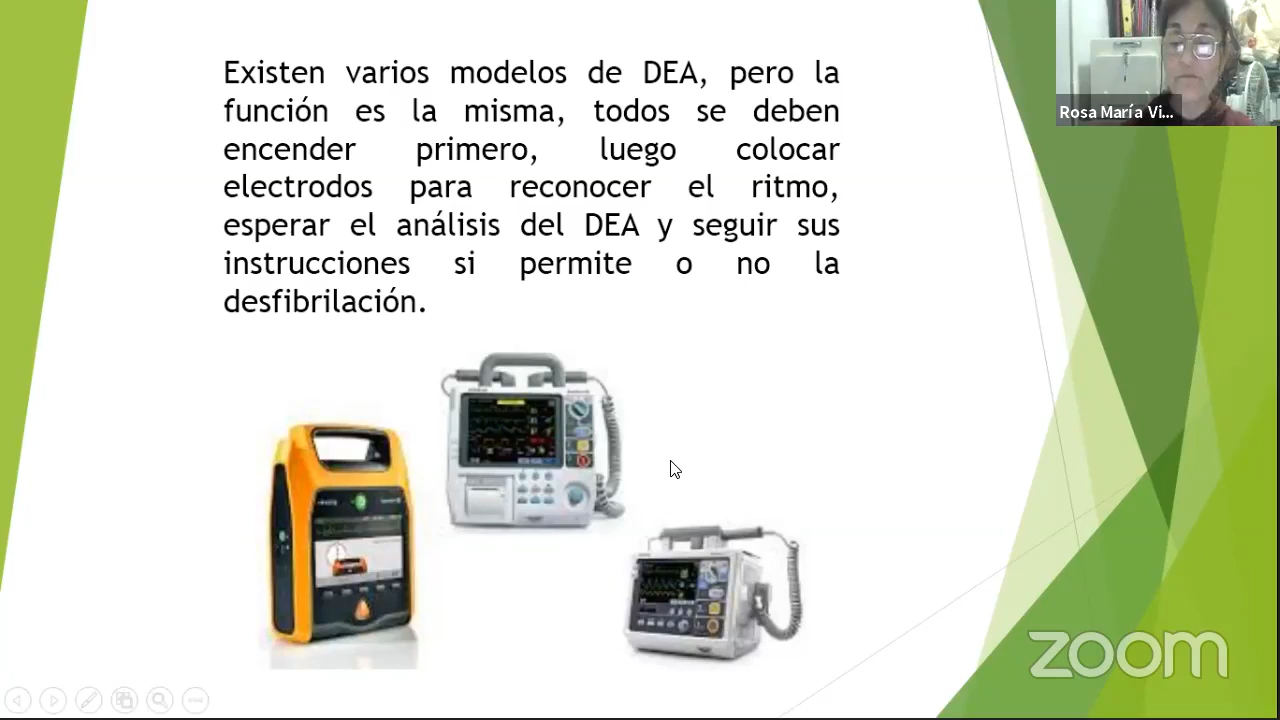 Existen varios modelos de DEA, pero la
función es la misma, todos se deben
encender primero, luego colocar
electrodos para reconocer el ritmo,
esperar el análisis del DEA y seguir sus
instrucciones si permite o no la
desfibrilación.
Rosa María Vi...
zoom